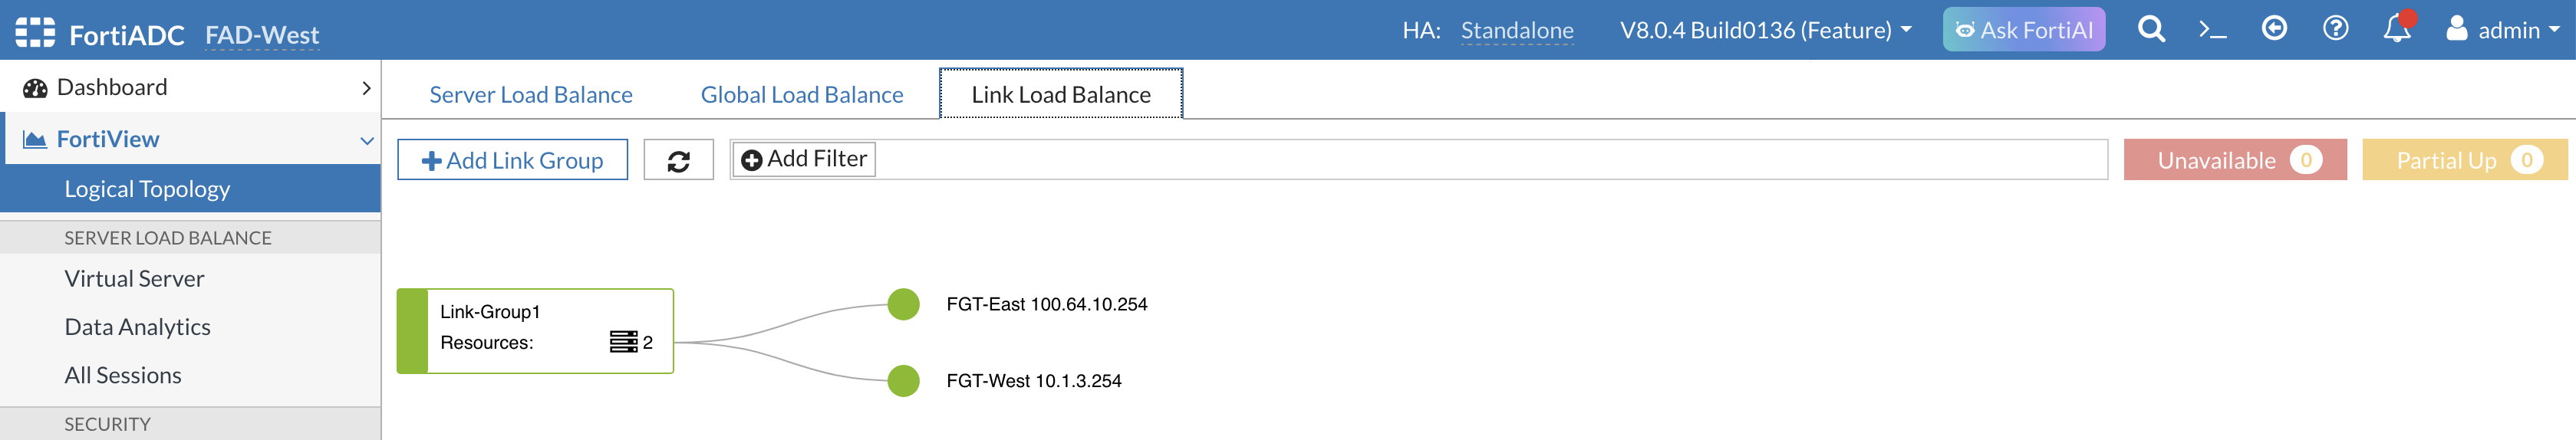 FortiADC FAD-West HA: Standalone V8.0.4 Build0136 (Feature) Ask FortiAI admin
Dashboard
FortiView
Logical Topology
SERVER LOAD BALANCE
Virtual Server
Data Analytics
All Sessions
SECURITY
Server Load Balance Global Load Balance Link Load Balance
Add Link Group Add Filter Unavailable 0 Partial Up 0
Link-Group1
Resources: 2
FGT-East 100.64.10.254
FGT-West 10.1.3.254